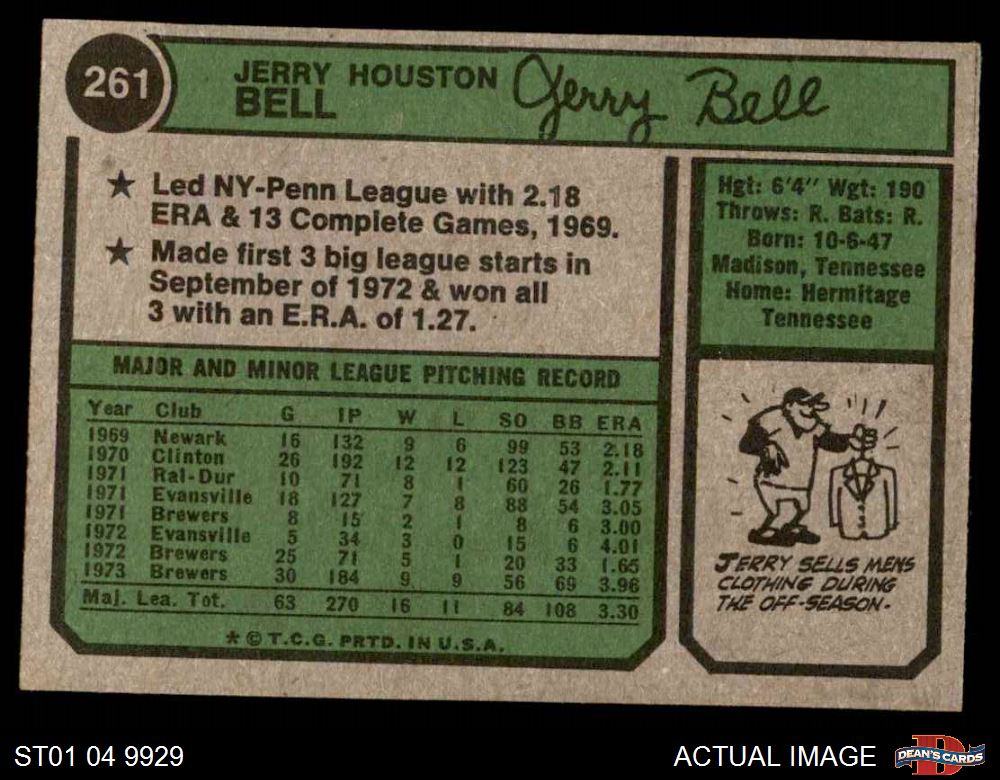 261
JERRY HOUSTON
BELL
Jerry Bell
★ Led NY-Penn League with 2.18
ERA & 13 Complete Games, 1969.
★ Made first 3 big league starts in
September of 1972 & won all
3 with an E.R.A. of 1.27.
Hgt: 6'4" Wgt: 190
Throws: R. Bats: R.
Born: 10-6-47
Madison, Tennessee
Home: Hermitage
Tennessee
MAJOR AND MINOR LEAGUE PITCHING RECORD
Year Club G IP W L SO BB ERA
1969 Newark 16 132 9 6 99 53 2.18
1970 Clinton 26 192 12 12 123 47 2.11
1971 Ral-Dur 10 71 8 1 60 26 1.77
1971 Evansville 18 127 7 8 88 54 3.05
1971 Brewers 8 15 2 1 8 6 3.00
1972 Evansville 5 34 3 0 15 6 4.01
1972 Brewers 25 71 5 1 20 33 1.65
1973 Brewers 30 184 9 9 56 69 3.96
Maj. Lea. Tot. 63 270 16 11 84 108 3.30
* © T.C.G. PRTD. IN U.S.A.
JERRY SELLS MENS
CLOTHING DURING
THE OFF-SEASON.
ST01 04 9929
ACTUAL IMAGE
DEAN'S CARDS